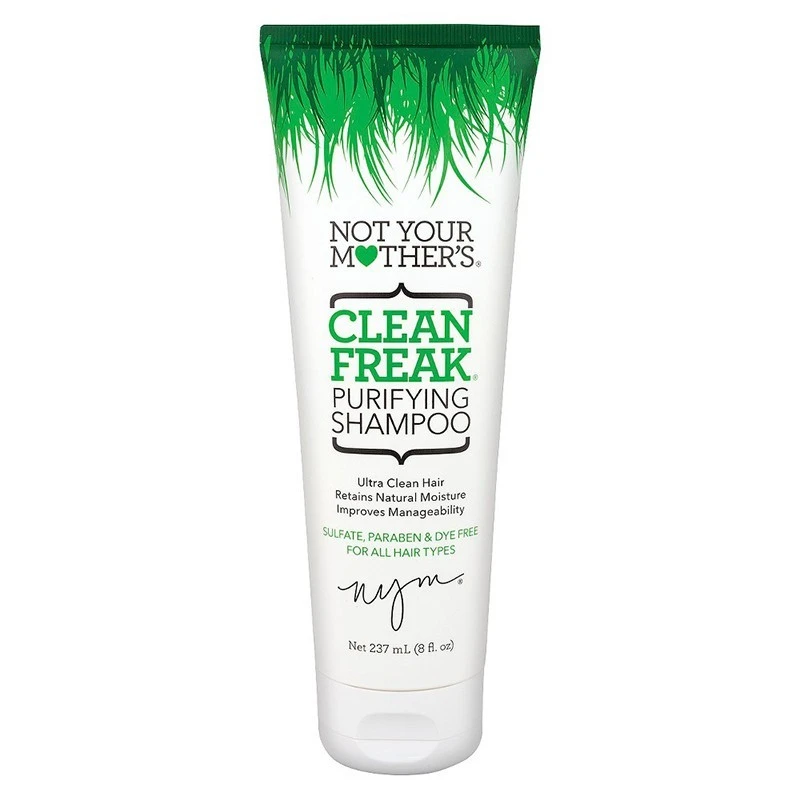 NOT YOUR
MOTHER'S®
CLEAN
FREAK®
PURIFYING
SHAMPOO
Ultra Clean Hair
Retains Natural Moisture
Improves Manageability
SULFATE, PARABEN & DYE FREE
FOR ALL HAIR TYPES
nym®
Net 237 mL (8 fl. oz)